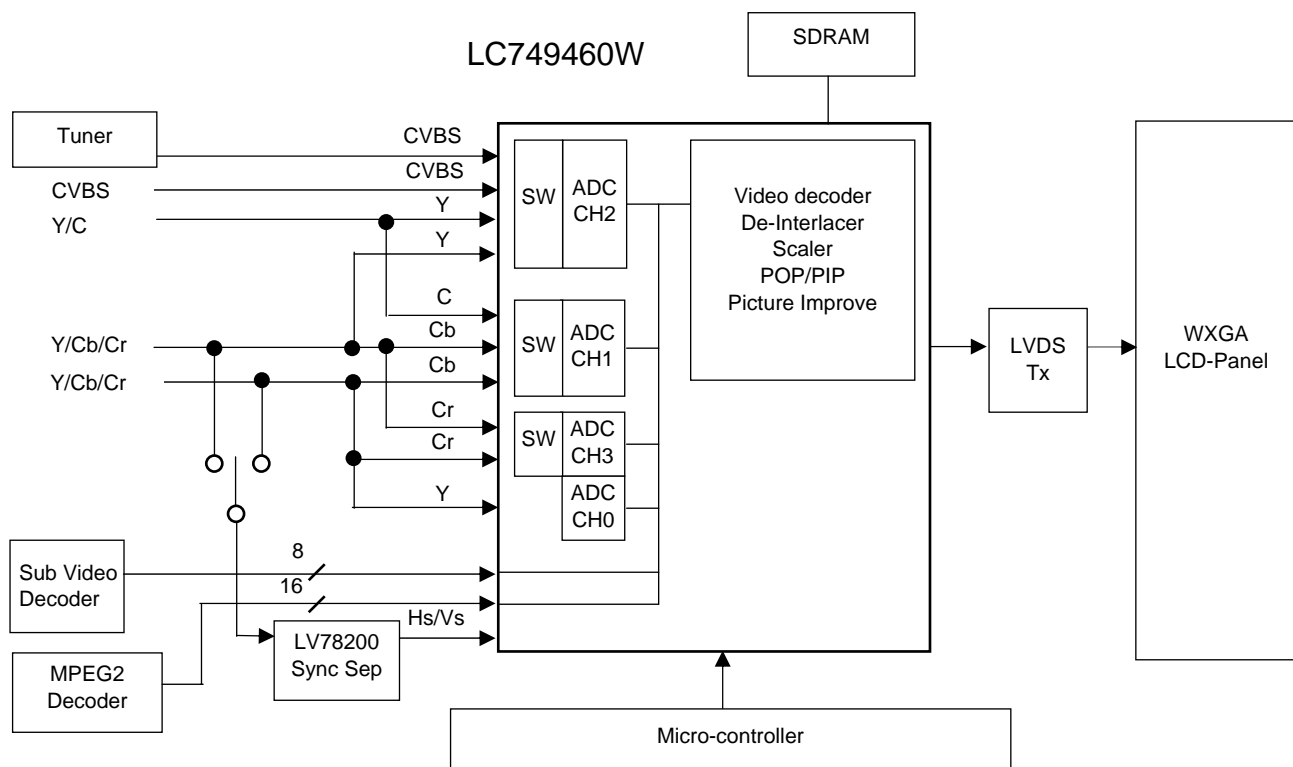 LC749460W
SDRAM
Tuner
CVBS
CVBS
CVBS
Y/C
Y
Y
C
Y/Cb/Cr
Cb
Y/Cb/Cr
Cb
Cr
Cr
Y
SW
ADC
CH2
SW
ADC
CH1
SW
ADC
CH3
ADC
CH0
Video decoder
De-Interlacer
Scaler
POP/PIP
Picture Improve
LVDS
Tx
WXGA
LCD-Panel
Sub Video
Decoder
8
16
Hs/Vs
LV78200
Sync Sep
MPEG2
Decoder
Micro-controller